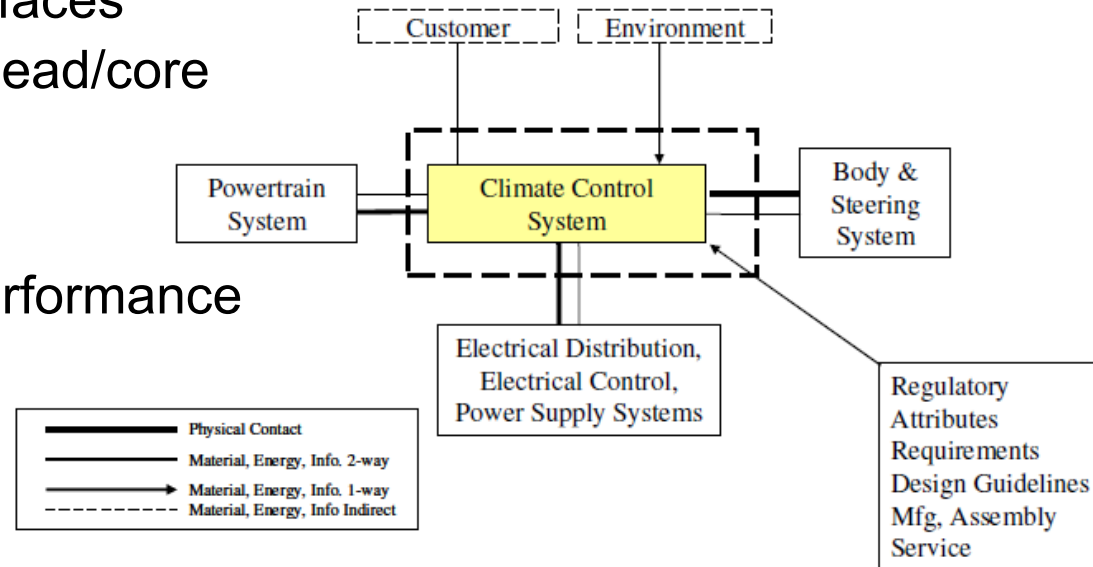 faces
ead/core
rformance
Customer
Environment
Powertrain
System
Climate Control
System
Body &
Steering
System
Electrical Distribution,
Electrical Control,
Power Supply Systems
Regulatory
Attributes
Requirements
Design Guidelines
Mfg, Assembly
Service
Physical Contact
Material, Energy, Info. 2-way
Material, Energy, Info. 1-way
Material, Energy, Info Indirect